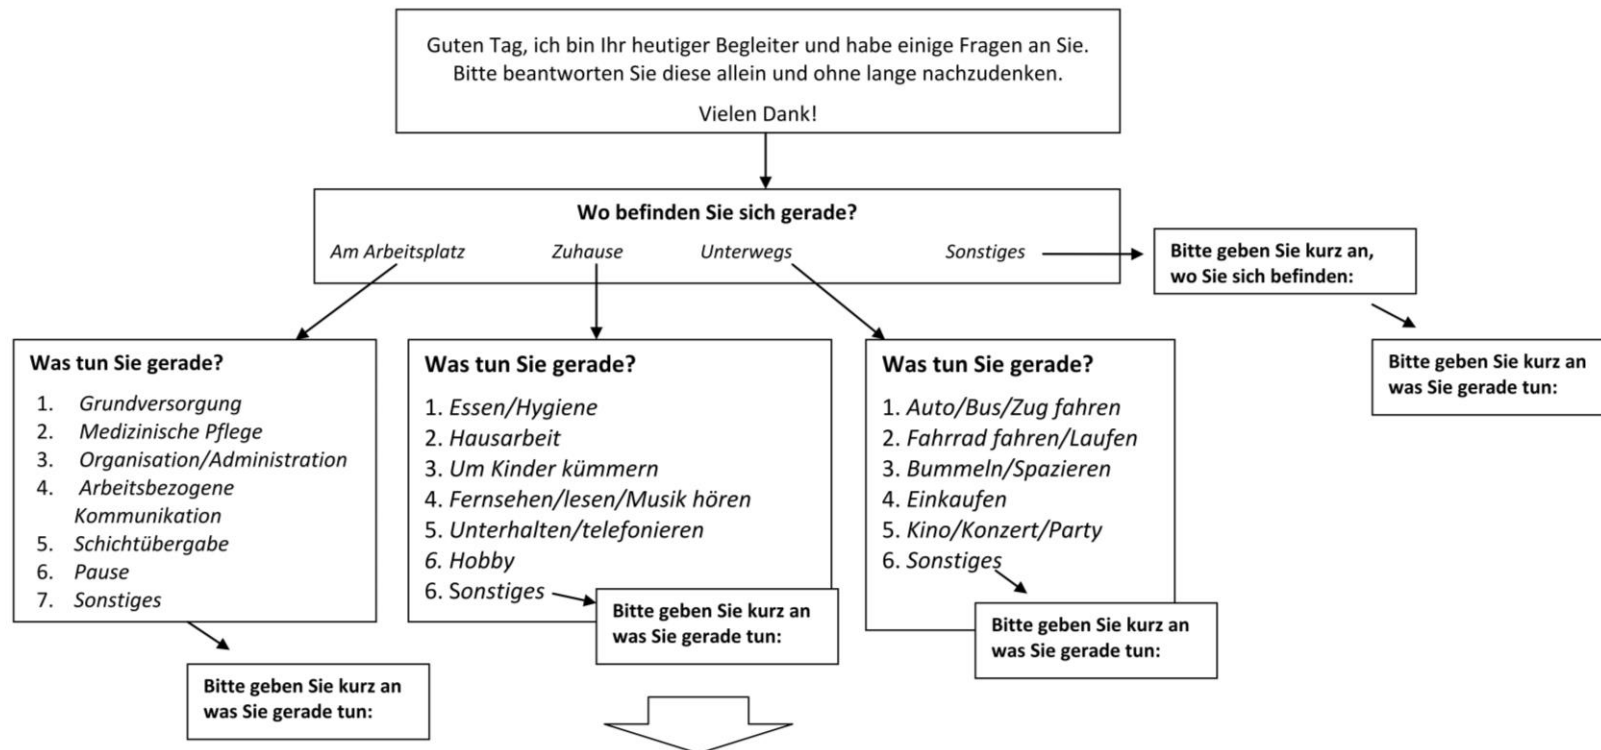 Guten Tag, ich bin Ihr heutiger Begleiter und habe einige Fragen an Sie.
Bitte beantworten Sie diese allein und ohne lange nachzudenken.
Vielen Dank!
Wo befinden Sie sich gerade?
Am Arbeitsplatz Zuhause Unterwegs Sonstiges
Bitte geben Sie kurz an,
wo Sie sich befinden:
Bitte geben Sie kurz an
was Sie gerade tun:
Was tun Sie gerade?
1. Grundversorgung
2. Medizinische Pflege
3. Organisation/Administration
4. Arbeitsbezogene
Kommunikation
5. Schichtübergabe
6. Pause
7. Sonstiges
Bitte geben Sie kurz an
was Sie gerade tun:
Was tun Sie gerade?
1. Essen/Hygiene
2. Hausarbeit
3. Um Kinder kümmern
4. Fernsehen/lesen/Musik hören
5. Unterhalten/telefonieren
6. Hobby
6. Sonstiges
Bitte geben Sie kurz an
was Sie gerade tun:
Was tun Sie gerade?
1. Auto/Bus/Zug fahren
2. Fahrrad fahren/Laufen
3. Bummeln/Spazieren
4. Einkaufen
5. Kino/Konzert/Party
6. Sonstiges
Bitte geben Sie kurz an
was Sie gerade tun: